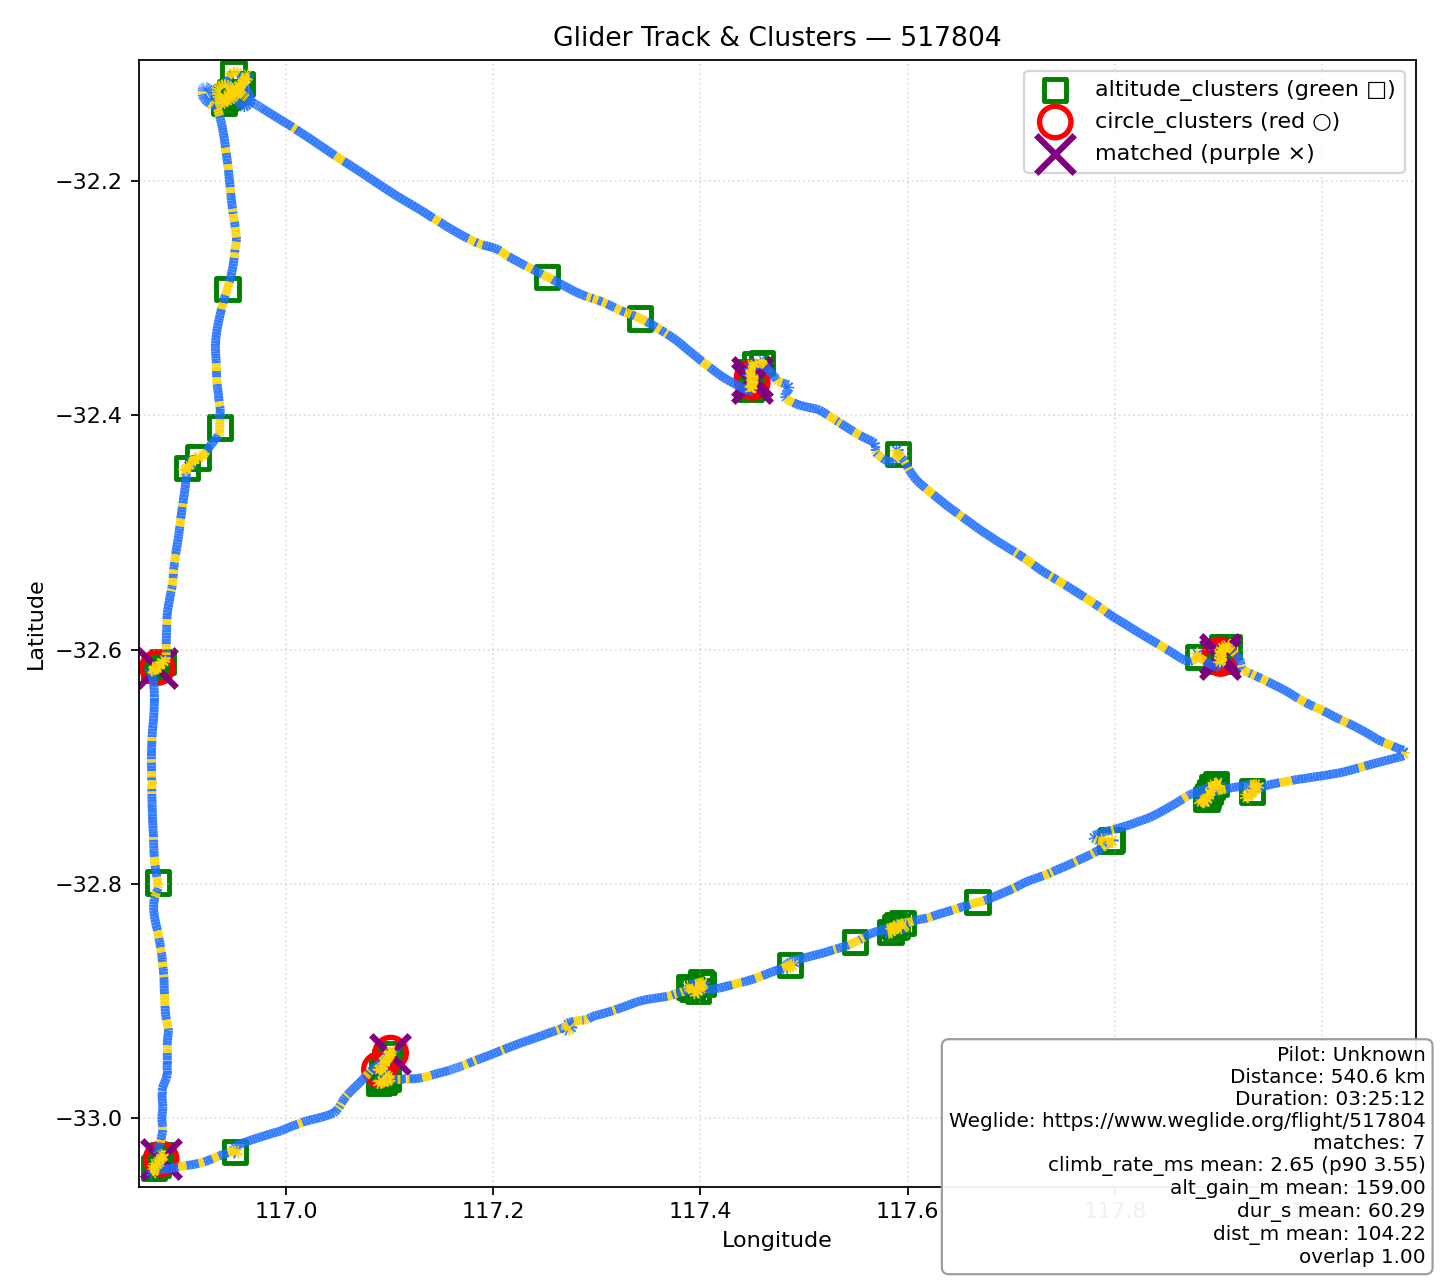 Glider Track & Clusters — 517804
altitude_clusters (green □)
circle_clusters (red ○)
matched (purple ×)
Latitude
−32.2
−32.4
−32.6
−32.8
−33.0
117.0
117.2
117.4
117.6
117.8
Longitude
Pilot: Unknown
Distance: 540.6 km
Duration: 03:25:12
Weglide: https://www.weglide.org/flight/517804
matches: 7
climb_rate_ms mean: 2.65 (p90 3.55)
alt_gain_m mean: 159.00
dur_s mean: 60.29
dist_m mean: 104.22
overlap 1.00